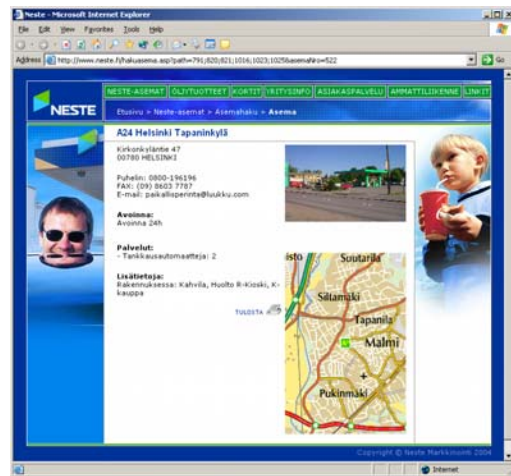 Neste - Microsoft Internet Explorer
File Edit View Favorites Tools Help
Address http://www.neste.fi/hakuasema.asp?path=791;820;821;1016;1023;1025&asemaNro=522 Go
NESTE
NESTE-ASEMAT ÖLJYTUOTTEET KORTIT YRITYSINFO ASIAKASPALVELU AMMATTILIIKENNE LINKIT
Etusivu > Neste-asemat > Asemahaku > Asema
A24 Helsinki Tapaninkylä
Kirkonkyläntie 47
00780 HELSINKI
Puhelin: 0800-196196
FAX: (09) 8603 7787
E-mail: paikallioperinta@luukku.com
Avoinna:
Avoinna 24h
Palvelut:
- Tankkausautomaatteja: 2
Lisätietoja:
Rakennuksessa: Kahvila, Huolto R-Kioski, K-
kauppa
TULOSTA
isto Suutarila
Siltamäki
Tapanila
Malmi
Pukinmäki
Copyright © Neste Markkinointi 2004
Internet